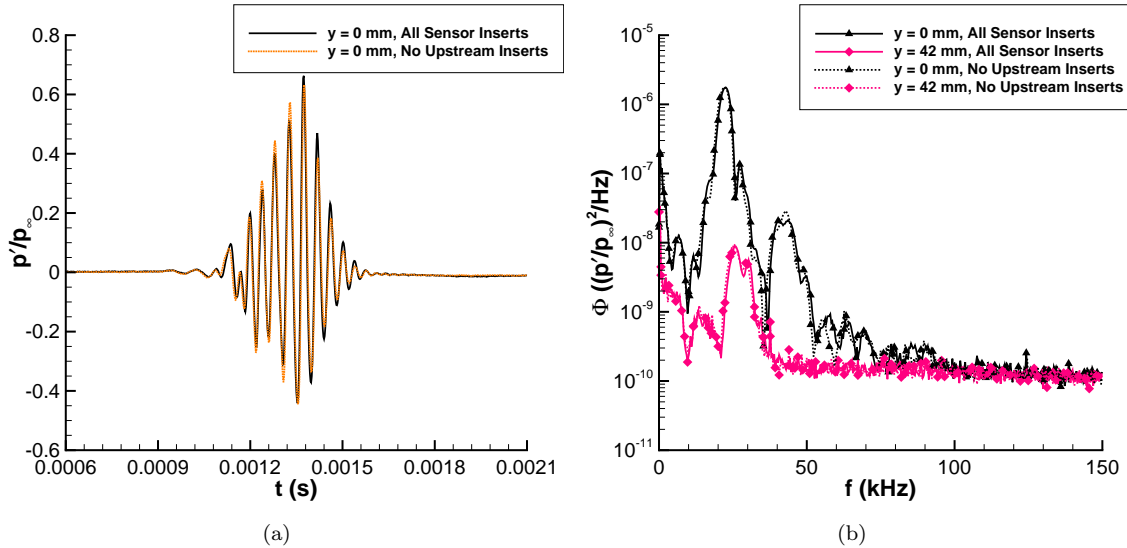 y = 0 mm, All Sensor Inserts
y = 0 mm, No Upstream Inserts
0.8
0.6
0.4
0.2
0
-0.2
-0.4
-0.6
p'/p∞
0.0006
0.0009
0.0012
0.0015
0.0018
0.0021
t (s)
(a)
y = 0 mm, All Sensor Inserts
y = 42 mm, All Sensor Inserts
y = 0 mm, No Upstream Inserts
y = 42 mm, No Upstream Inserts
10⁻⁵
10⁻⁶
10⁻⁷
10⁻⁸
10⁻⁹
10⁻¹⁰
10⁻¹¹
Φ ((p'/p∞)²/Hz)
0
50
100
150
f (kHz)
(b)